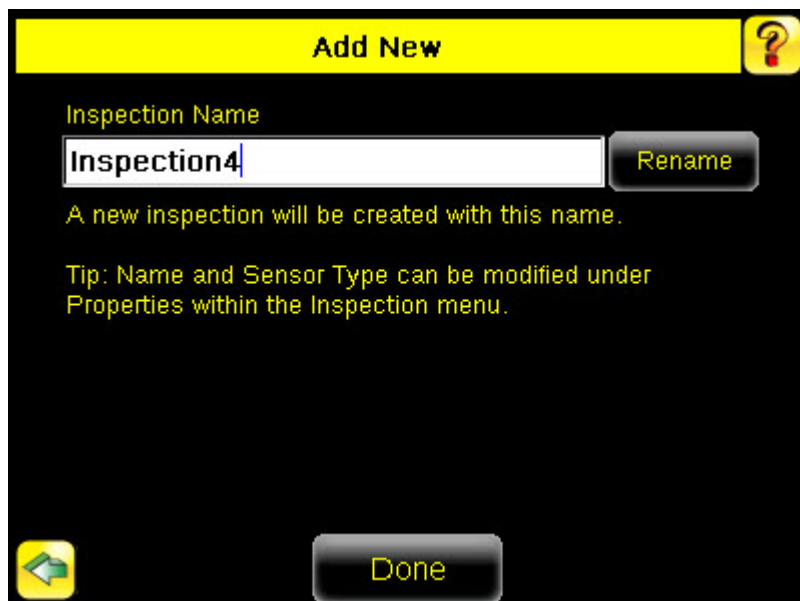 Add New
?
Inspection Name
Inspection4
Rename
A new inspection will be created with this name.
Tip: Name and Sensor Type can be modified under
Properties within the Inspection menu.
Done